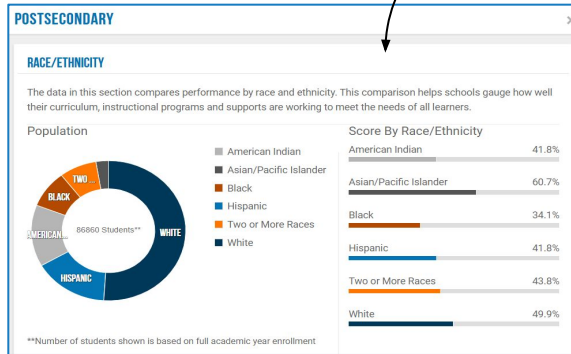 POSTSECONDARY
RACE/ETHNICITY
The data in this section compares performance by race and ethnicity. This comparison helps schools gauge how well
their curriculum, instructional programs and supports are working to meet the needs of all learners.
Population
TWO...
BLACK
AMERICAN...
HISPANIC
WHITE
86860 Students**
American Indian
Asian/Pacific Islander
Black
Hispanic
Two or More Races
White
Score By Race/Ethnicity
American Indian 41.8%
Asian/Pacific Islander 60.7%
Black 34.1%
Hispanic 41.8%
Two or More Races 43.8%
White 49.9%
**Number of students shown is based on full academic year enrollment